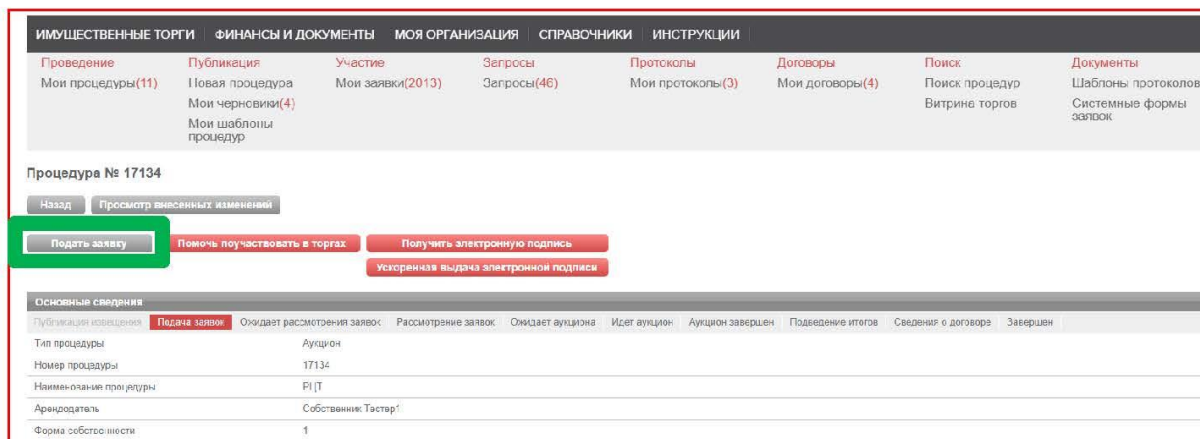 ИМУЩЕСТВЕННЫЕ ТОРГИ ФИНАНСЫ И ДОКУМЕНТЫ МОЯ ОРГАНИЗАЦИЯ СПРАВОЧНИКИ ИНСТРУКЦИИ
Проведение Публикация Участие Запросы Протоколы Договоры Поиск Документы
Мои процедуры(11) Новая процедура Мои заявки(2013) Запросы(46) Мои протоколы(3) Мои договоры(4) Поиск процедур Шаблоны протоколов
Мои черновики(4) Витрина торгов Системные формы
Мои шаблоны заявок
процедур
Процедура № 17134
Назад Просмотр внесенных изменений
Подать заявку Помочь поучаствовать в торгах Получить электронную подпись
Ускоренная выдача электронной подписи
Основные сведения
Публикация извещения Подача заявок Ожидает рассмотрения заявок Рассмотрение заявок Ожидает аукциона Идет аукцион Аукцион завершен Подведение итогов Сведения о договоре Завершен
Тип процедуры Аукцион
Номер процедуры 17134
Наименование процедуры
Арендодатель Собственник Тестер1
Форма собственности 1